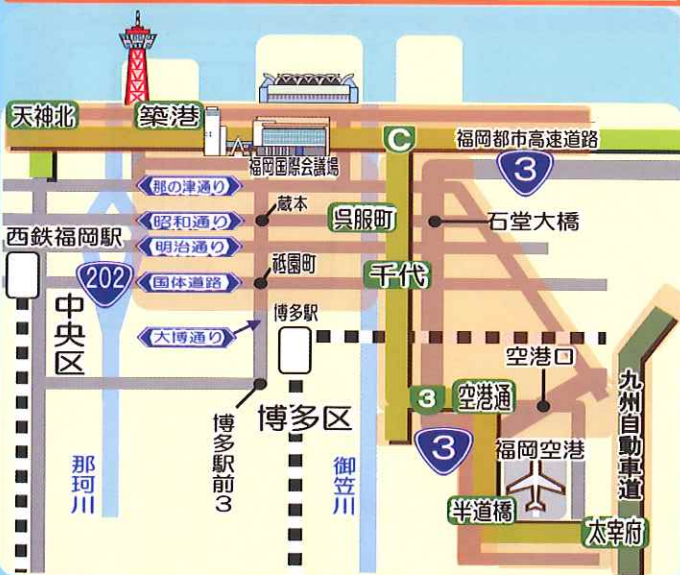 天神北
築港
C
福岡都市高速道路
3
福岡国際会議場
那の津通り
蔵本
昭和通り
呉服町
石堂大橋
西鉄福岡駅
明治通り
202
国体道路
祇園町
千代
中央区
大博通り
博多駅
空港口
博多駅前3
博多区
3
空港通
九州自動車道
3
福岡空港
那珂川
御笠川
半道橋
太宰府